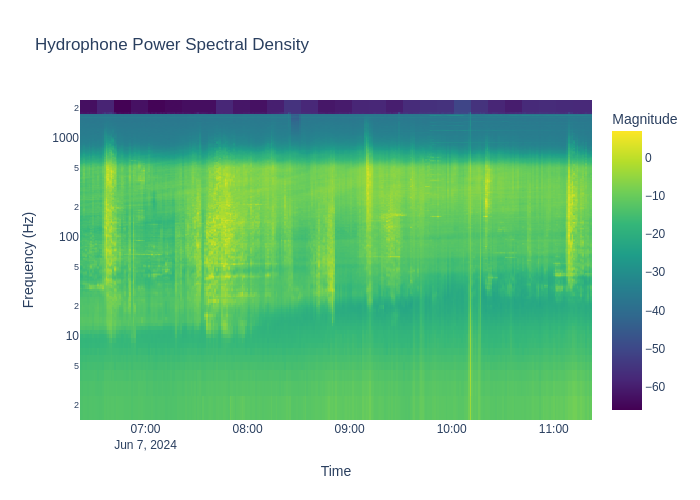 Hydrophone Power Spectral Density
Magnitude
2
1000
5
2
100
5
2
10
5
2
Frequency (Hz)
0
−10
−20
−30
−40
−50
−60
07:00 08:00 09:00 10:00 11:00
Jun 7, 2024
Time